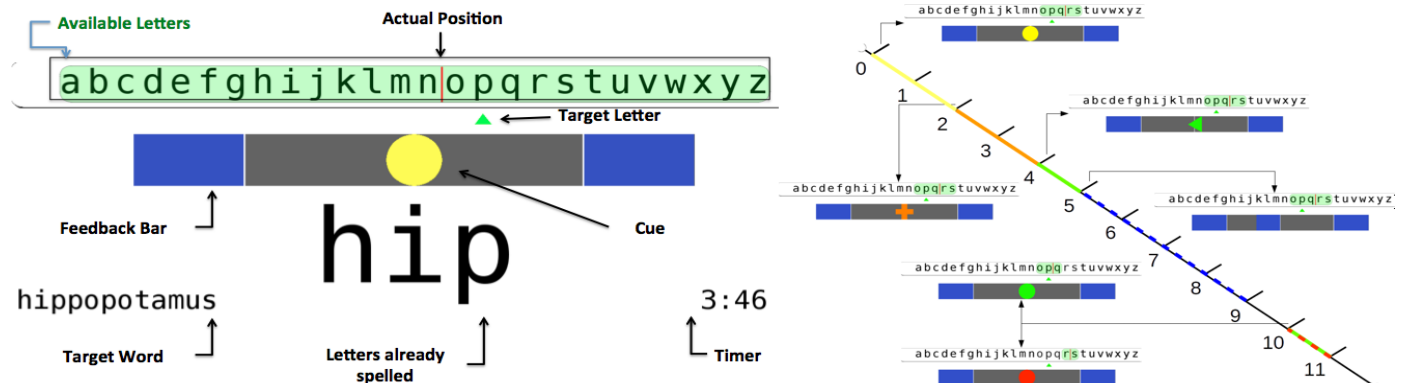 Available Letters
Actual Position
abcdefghijklmnopqrstuvwxyz
Target Letter
Feedback Bar
Cue
hip
hippopotamus
3:46
Target Word
Letters already
spelled
Timer
abcdefghijklmnopqrstuvwxyz
0
1
abcdefghijklmnopqrstuvwxyz
2
3
4
abcdefghijklmnopqrstuvwxyz
5
abcdefghijklmnopqrstuvwxyz
6
7
abcdefghijklmnopqrstuvwxyz
8
9
10
abcdefghijklmnopqrstuvwxyz
11